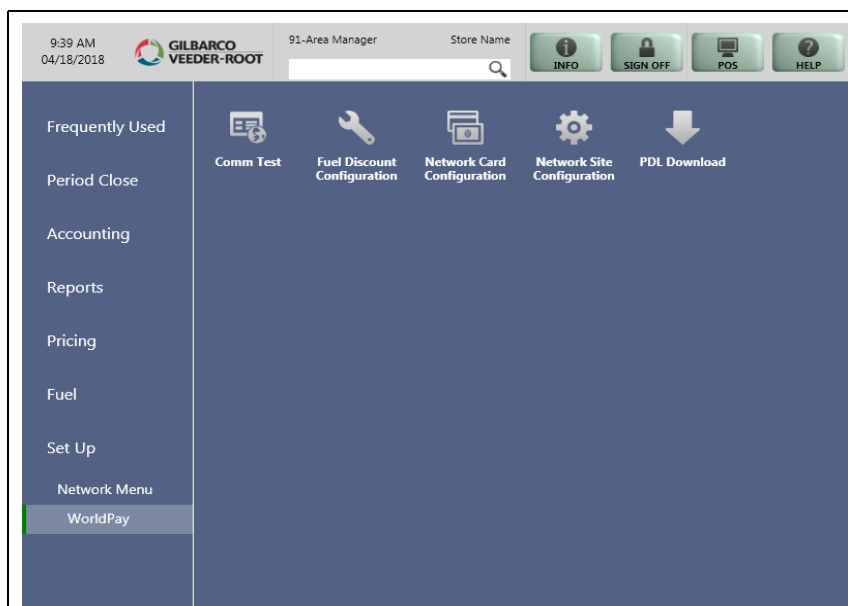 9:39 AM
04/18/2018
GILBARCO
VEEDER-ROOT
91-Area Manager
Store Name
INFO
SIGN OFF
POS
HELP
Frequently Used
Period Close
Accounting
Reports
Pricing
Fuel
Set Up
Network Menu
WorldPay
Comm Test
Fuel Discount
Configuration
Network Card
Configuration
Network Site
Configuration
PDL Download